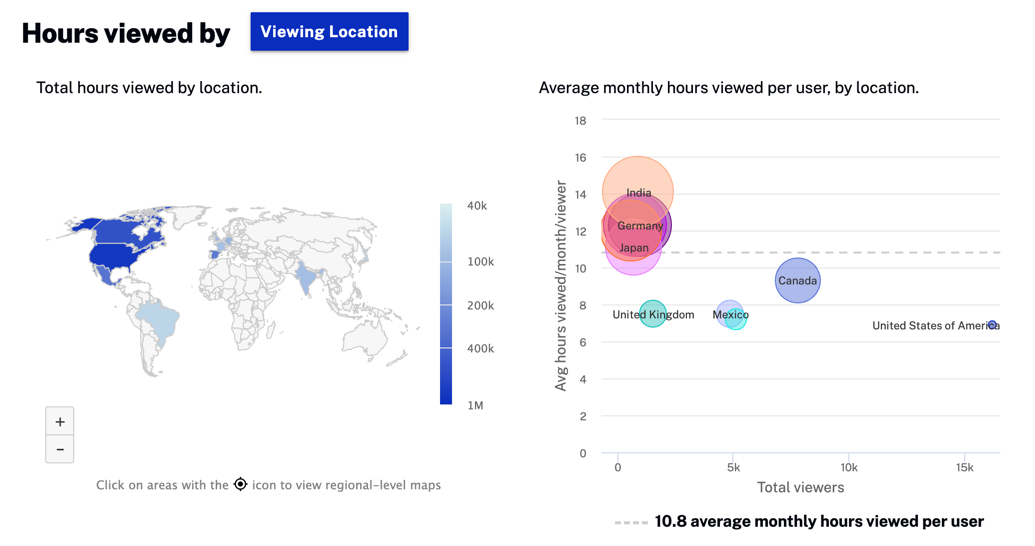 Hours viewed by
Viewing Location
Total hours viewed by location.
40k
100k
200k
400k
1M
+
–
Click on areas with the icon to view regional-level maps
Average monthly hours viewed per user, by location.
Avg hours viewed/month/viewer
18
16
14
12
10
8
6
4
2
0
India
Germany
Japan
Canada
United Kingdom
Mexico
United States of America
0
5k
10k
15k
Total viewers
10.8 average monthly hours viewed per user